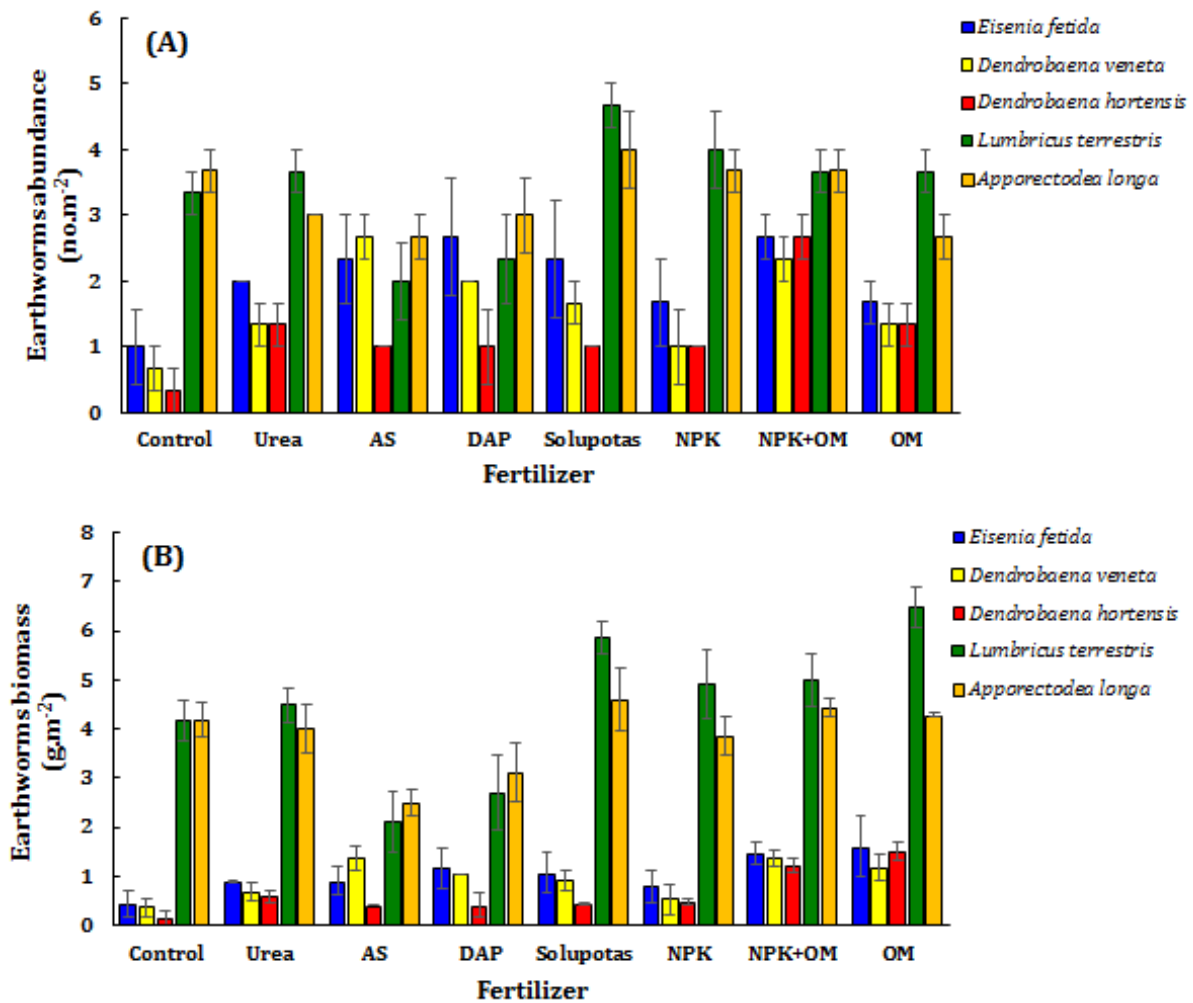 (A)
Earthwormsabundance
(no.m-2)
6
5
4
3
2
1
0
Control Urea AS DAP Solupotas NPK NPK+OM OM
Fertilizer
Eisenia fetida
Dendrobaena veneta
Dendrobaena hortensis
Lumbricus terrestris
Apporectodea longa
(B)
Earthworms biomass
(g.m-2)
8
7
6
5
4
3
2
1
0
Control Urea AS DAP Solupotas NPK NPK+OM OM
Fertilizer
Eisenia fetida
Dendrobaena veneta
Dendrobaena hortensis
Lumbricus terrestris
Apporectodea longa